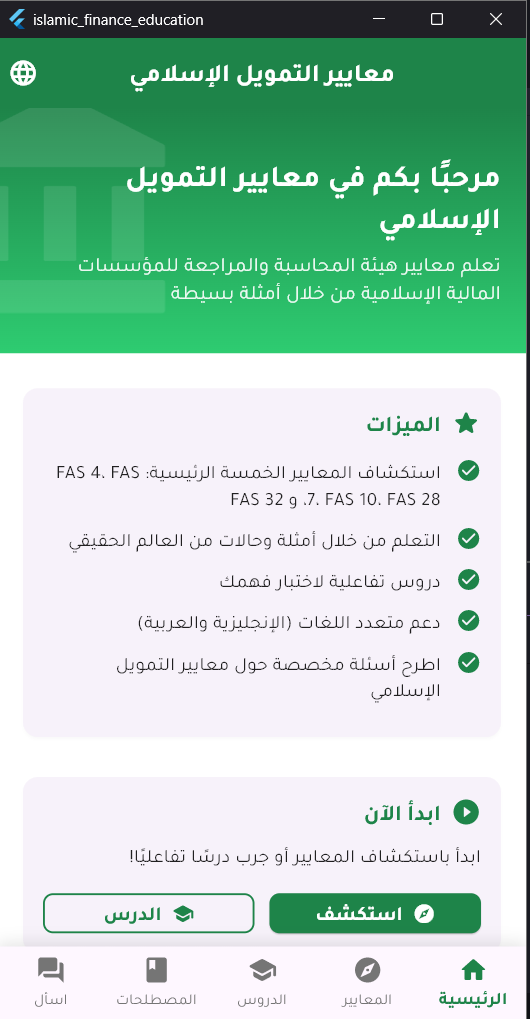 islamic_finance_education
معايير التمويل الإسلامي
مرحبًا بكم في معايير التمويل
الإسلامي
تعلم معايير هيئة المحاسبة والمراجعة للمؤسسات
المالية الإسلامية من خلال أمثلة بسيطة
الميزات
استكشاف المعايير الخمسة الرئيسية: FAS 4، FAS
7، FAS 10، FAS 28، و FAS 32
التعلم من خلال أمثلة وحالات من العالم الحقيقي
دروس تفاعلية لاختبار فهمك
دعم متعدد اللغات (الإنجليزية والعربية)
اطرح أسئلة مخصصة حول معايير التمويل
الإسلامي
ابدأ الآن
ابدأ باستكشاف المعايير أو جرب درسًا تفاعليًا!
استكشف
الدرس
الرئيسية
المعايير
الدروس
المصطلحات
اسأل